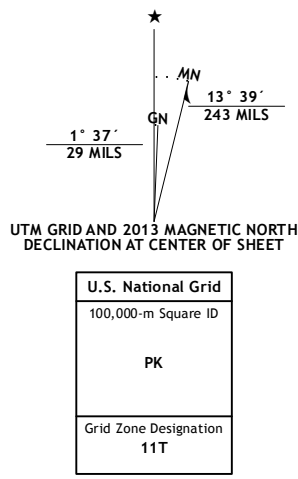 ★
MN
GN
13° 39´
243 MILS
1° 37´
29 MILS
UTM GRID AND 2013 MAGNETIC NORTH
DECLINATION AT CENTER OF SHEET
U.S. National Grid
100,000-m Square ID
PK
Grid Zone Designation
11T